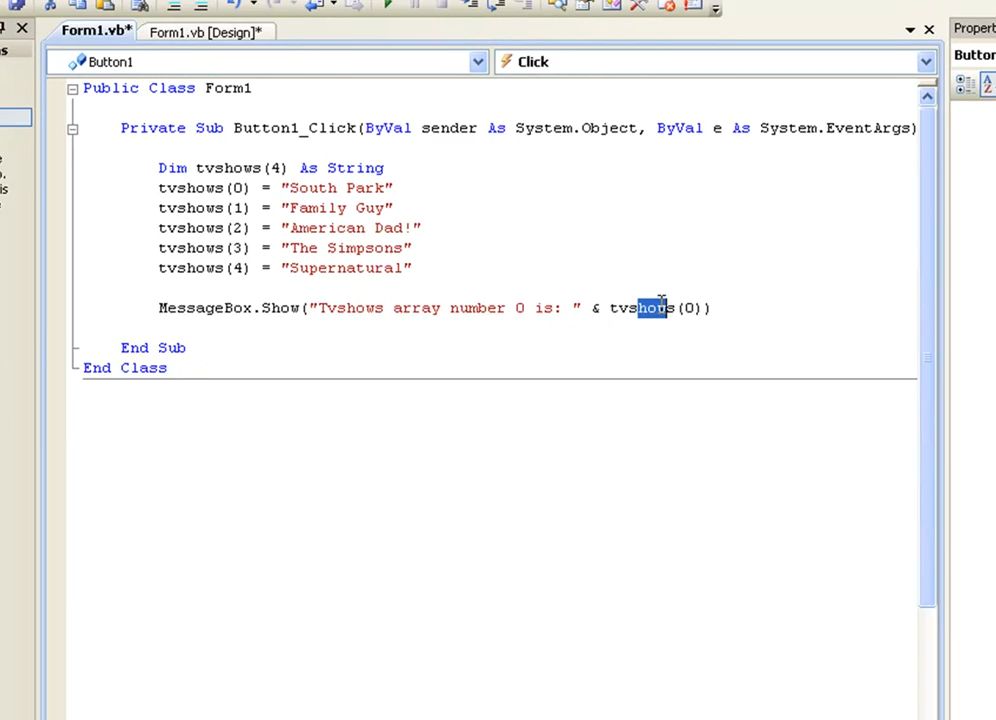 Form1.vb* Form1.vb [Design]*
Propert
s
Button1 Click
Button
Public Class Form1
Private Sub Button1_Click(ByVal sender As System.Object, ByVal e As System.EventArgs)
Dim tvshows(4) As String
tvshows(0) = "South Park"
tvshows(1) = "Family Guy"
tvshows(2) = "American Dad!"
tvshows(3) = "The Simpsons"
tvshows(4) = "Supernatural"
MessageBox.Show("Tvshows array number 0 is: " & tvshows(0))
End Sub
End Class